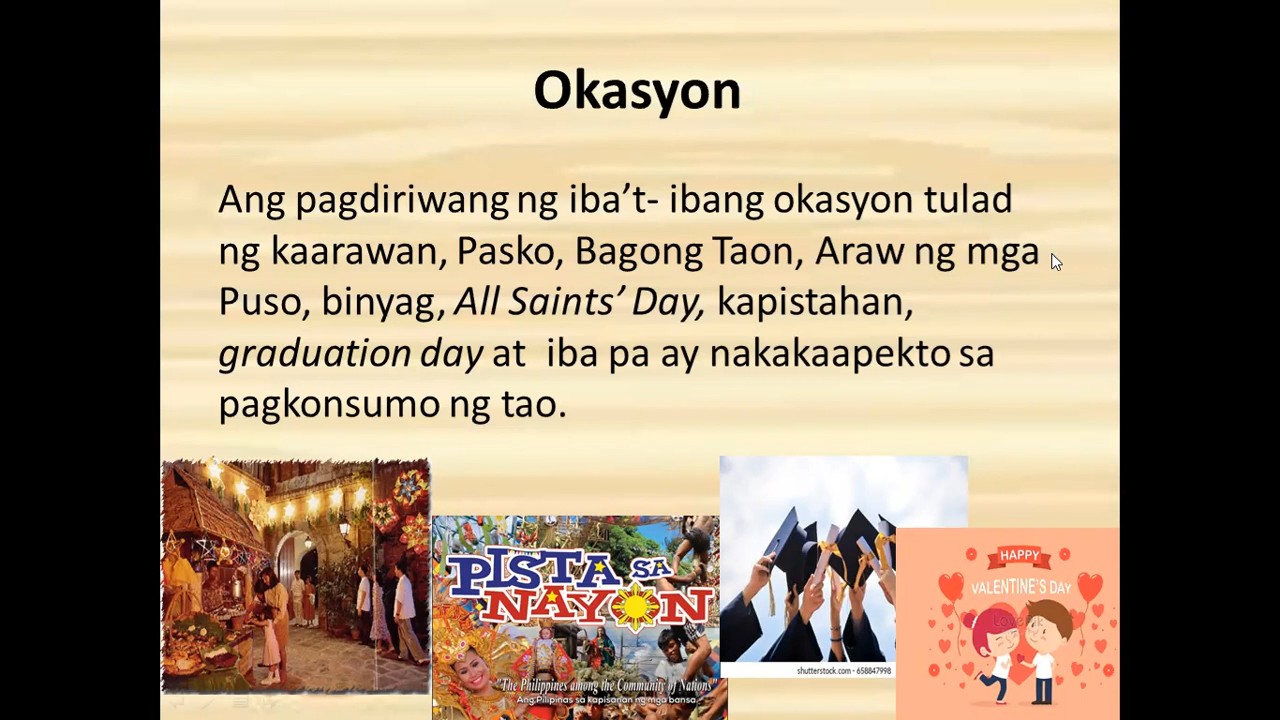 Okasyon
Ang pagdiriwang ng iba’t- ibang okasyon tulad
ng kaarawan, Pasko, Bagong Taon, Araw ng mga
Puso, binyag, All Saints’ Day, kapistahan,
graduation day at iba pa ay nakakaapekto sa
pagkonsumo ng tao.
PISTA SA
NAYON
"The Philippines among the Community of Nations"
Ang Pilipinas sa kapisanan ng mga bansa.
shutterstock.com • 658847998
HAPPY
VALENTINE'S DAY